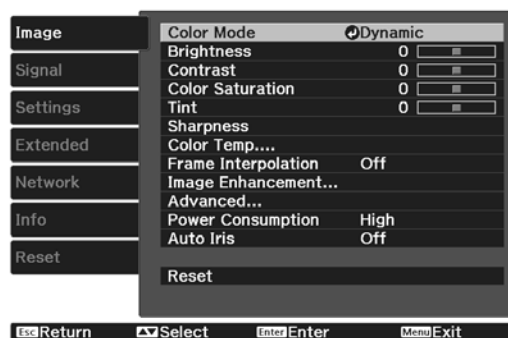 Image
Signal
Settings
Extended
Network
Info
Reset
Color Mode Dynamic
Brightness 0
Contrast 0
Color Saturation 0
Tint 0
Sharpness
Color Temp....
Frame Interpolation Off
Image Enhancement...
Advanced...
Power Consumption High
Auto Iris Off
Reset
Esc Return Select Enter Enter Menu Exit